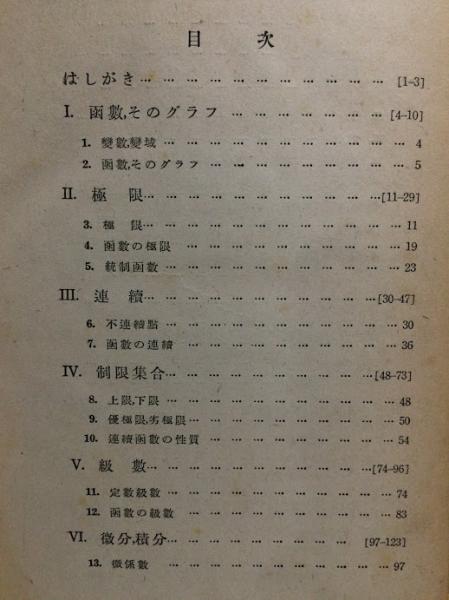 目次
はしがき … … … … … … … … … … … [1–3]
I. 函數,そのグラフ … … … … … … … … [4–10]
1. 變數,變域 … … … … … … … … … … 4
2. 函數,そのグラフ … … … … … … … … 5
II. 極限 … … … … … … … … … … …[11–29]
3. 極限 … … … … … … … … … … … 11
4. 函數の極限 … … … … … … … … … … 19
5. 統制函數 … … … … … … … … … … 23
III. 連續 … … … … … … … … … … …[30–47]
6. 不連續點 … … … … … … … … … … 30
7. 函數の連續 … … … … … … … … … … 36
IV. 制限集合 … … … … … … … … … …[48–73]
8. 上限,下限 … … … … … … … … … … 48
9. 優極限,劣極限 … … … … … … … … … 50
10. 連續函數の性質 … … … … … … … … … 54
V. 級數 … … … … … … … … … … …[74–96]
11. 定數級數 … … … … … … … … … … 74
12. 函數の級數 … … … … … … … … … … 83
VI. 微分,積分 … … … … … … … … … [97–123]
13. 微係數 … … … … … … … … … … … 97